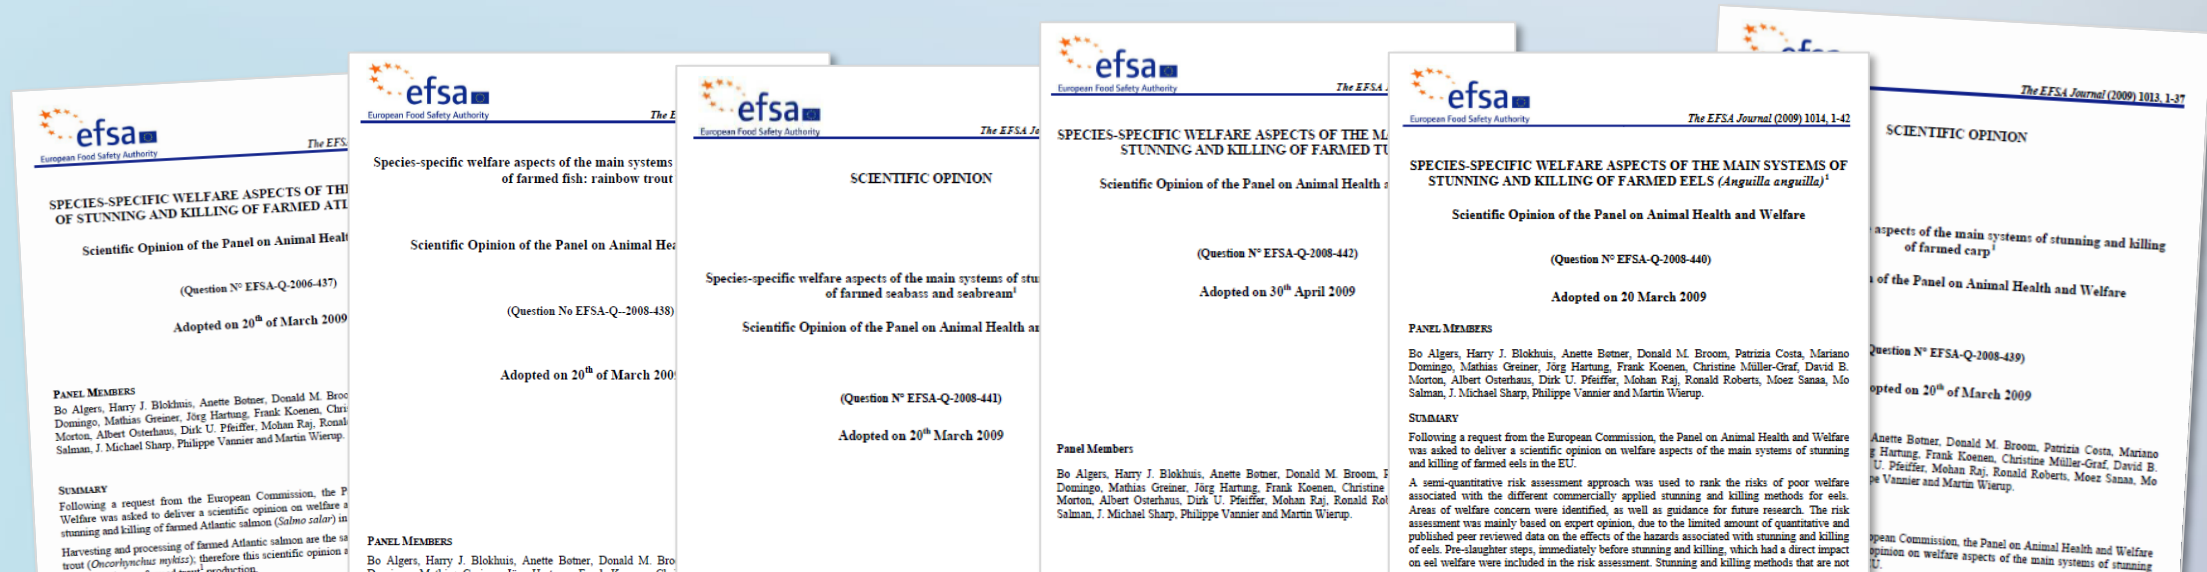 efsa
European Food Safety Authority
The EFS
SPECIES-SPECIFIC WELFARE ASPECTS OF THE
OF STUNNING AND KILLING OF FARMED ATL
Scientific Opinion of the Panel on Animal Healt
(Question N° EFSA-Q-2006-437)
Adopted on 20th of March 2009
PANEL MEMBERS
Bo Algers, Harry J. Blokhuis, Anette Botner, Donald M. Broo
Domingo, Mathias Greiner, Jörg Hartung, Frank Koenen, Chri
Morton, Albert Osterhaus, Dirk U. Pfeiffer, Mohan Raj, Ronald
Salman, J. Michael Sharp, Philippe Vannier and Martin Wierup.
SUMMARY
Following a request from the European Commission, the P
Welfare was asked to deliver a scientific opinion on welfare a
stunning and killing of farmed Atlantic salmon (Salmo salar) in
Harvesting and processing of farmed Atlantic salmon are the sa
trout (Oncorhynchus mykiss); therefore this scientific opinion a
production.
efsa
European Food Safety Authority
The E
Species-specific welfare aspects of the main systems
of farmed fish: rainbow trout
Scientific Opinion of the Panel on Animal Hea
(Question No EFSA-Q--2008-438)
Adopted on 20th of March 200
PANEL MEMBERS
Bo Algers, Harry J. Blokhuis, Anette Botner, Donald M. Bro
efsa
European Food Safety Authority
The EFSA Jo
SCIENTIFIC OPINION
Species-specific welfare aspects of the main systems of stu
of farmed seabass and seabream1
Scientific Opinion of the Panel on Animal Health an
(Question N° EFSA-Q-2008-441)
Adopted on 20th March 2009
efsa
European Food Safety Authority
The EFSA
SPECIES-SPECIFIC WELFARE ASPECTS OF THE M
STUNNING AND KILLING OF FARMED TU
Scientific Opinion of the Panel on Animal Health a
(Question N° EFSA-Q-2008-442)
Adopted on 30th April 2009
Panel Members
Bo Algers, Harry J. Blokhuis, Anette Bøtner, Donald M. Broom, P
Domingo, Mathias Greiner, Jörg Hartung, Frank Koenen, Christine
Morton, Albert Osterhaus, Dirk U. Pfeiffer, Mohan Raj, Ronald Rob
Salman, J. Michael Sharp, Philippe Vannier and Martin Wierup.
efsa
European Food Safety Authority
The EFSA Journal (2009) 1014, 1-42
SPECIES-SPECIFIC WELFARE ASPECTS OF THE MAIN SYSTEMS OF
STUNNING AND KILLING OF FARMED EELS (Anguilla anguilla)1
Scientific Opinion of the Panel on Animal Health and Welfare
(Question N° EFSA-Q-2008-440)
Adopted on 20 March 2009
PANEL MEMBERS
Bo Algers, Harry J. Blokhuis, Anette Bøtner, Donald M. Broom, Patrizia Costa, Mariano
Domingo, Mathias Greiner, Jörg Hartung, Frank Koenen, Christine Müller-Graf, David B.
Morton, Albert Osterhaus, Dirk U. Pfeiffer, Mohan Raj, Ronald Roberts, Moez Sanaa, Mo
Salman, J. Michael Sharp, Philippe Vannier and Martin Wierup.
SUMMARY
Following a request from the European Commission, the Panel on Animal Health and Welfare
was asked to deliver a scientific opinion on welfare aspects of the main systems of stunning
and killing of farmed eels in the EU.
A semi-quantitative risk assessment approach was used to rank the risks of poor welfare
associated with the different commercially applied stunning and killing methods for eels.
Areas of welfare concern were identified, as well as guidance for future research. The risk
assessment was mainly based on expert opinion, due to the limited amount of quantitative and
published peer reviewed data on the effects of the hazards associated with stunning and killing
of eels. Pre-slaughter steps, immediately before stunning and killing, which had a direct impact
on eel welfare were included in the risk assessment. Stunning and killing methods that are not
efsa
The EFSA Journal (2009) 1013, 1-37
SCIENTIFIC OPINION
aspects of the main systems of stunning and killing
of farmed carp1
of the Panel on Animal Health and Welfare
Question N° EFSA-Q-2008-439)
opted on 20th of March 2009
Anette Botner, Donald M. Broom, Patrizia Costa, Mariano
g Hartung, Frank Koenen, Christine Müller-Graf, David B.
U. Pfeiffer, Mohan Raj, Ronald Roberts, Moez Sanaa, Mo
pe Vannier and Martin Wierup.
opean Commission, the Panel on Animal Health and Welfare
opinion on welfare aspects of the main systems of stunning
U.